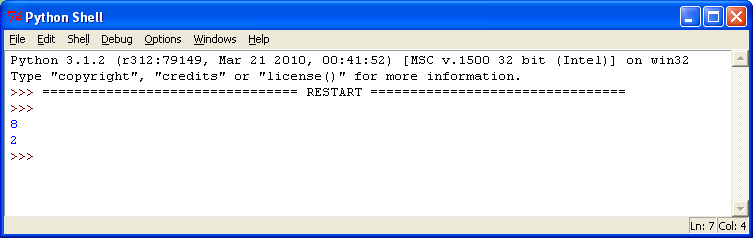 Python Shell
File Edit Shell Debug Options Windows Help
Python 3.1.2 (r312:79149, Mar 21 2010, 00:41:52) [MSC v.1500 32 bit (Intel)] on win32
Type "copyright", "credits" or "license()" for more information.
>>> ================================ RESTART ================================
>>>
8
2
>>>
Ln: 7 Col: 4